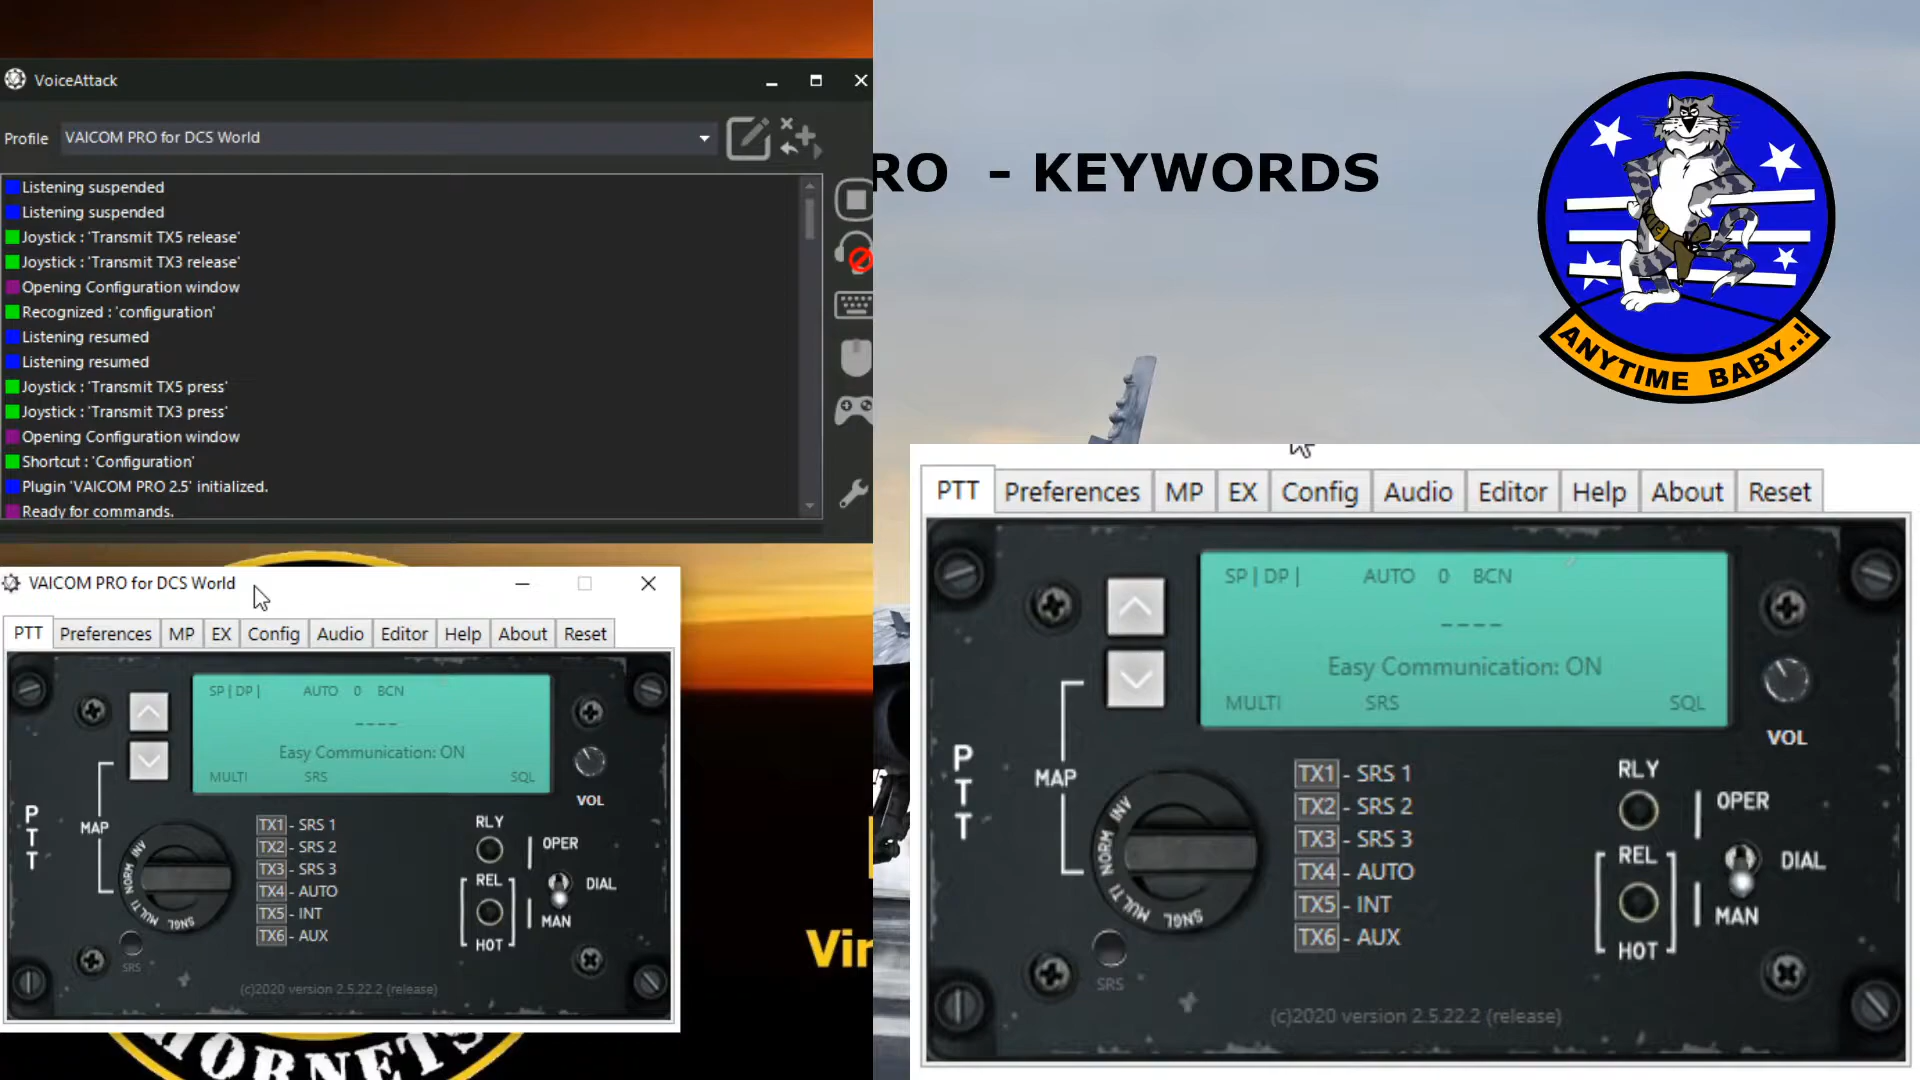 VoiceAttack
Profile VAICOM PRO for DCS World
Listening suspended
Listening suspended
Joystick : 'Transmit TX5 release'
Joystick : 'Transmit TX3 release'
Opening Configuration window
Recognized : 'configuration'
Listening resumed
Listening resumed
Joystick : 'Transmit TX5 press'
Joystick : 'Transmit TX3 press'
Opening Configuration window
Shortcut : 'Configuration'
Plugin 'VAICOM PRO 2.5' initialized.
Ready for commands.
RO - KEYWORDS
ANYTIME BABY..!
VAICOM PRO for DCS World
PTT Preferences MP EX Config Audio Editor Help About Reset
SP | DP | AUTO 0 BCN
----
Easy Communication: ON
MULTI SRS SQL
VOL
PTT
MAP
INV
NORM
MULTI
SNGL
SRS
TX1 - SRS 1
TX2 - SRS 2
TX3 - SRS 3
TX4 - AUTO
TX5 - INT
TX6 - AUX
RLY
REL
HOT
OPER
DIAL
MAN
(c)2020 version 2.5.22.2 (release)
HORNETS
Vir
PTT Preferences MP EX Config Audio Editor Help About Reset
SP | DP | AUTO 0 BCN
----
Easy Communication: ON
MULTI SRS SQL
VOL
PTT
MAP
INV
NORM
MULTI
SNGL
SRS
TX1 - SRS 1
TX2 - SRS 2
TX3 - SRS 3
TX4 - AUTO
TX5 - INT
TX6 - AUX
RLY
REL
HOT
OPER
DIAL
MAN
(c)2020 version 2.5.22.2 (release)